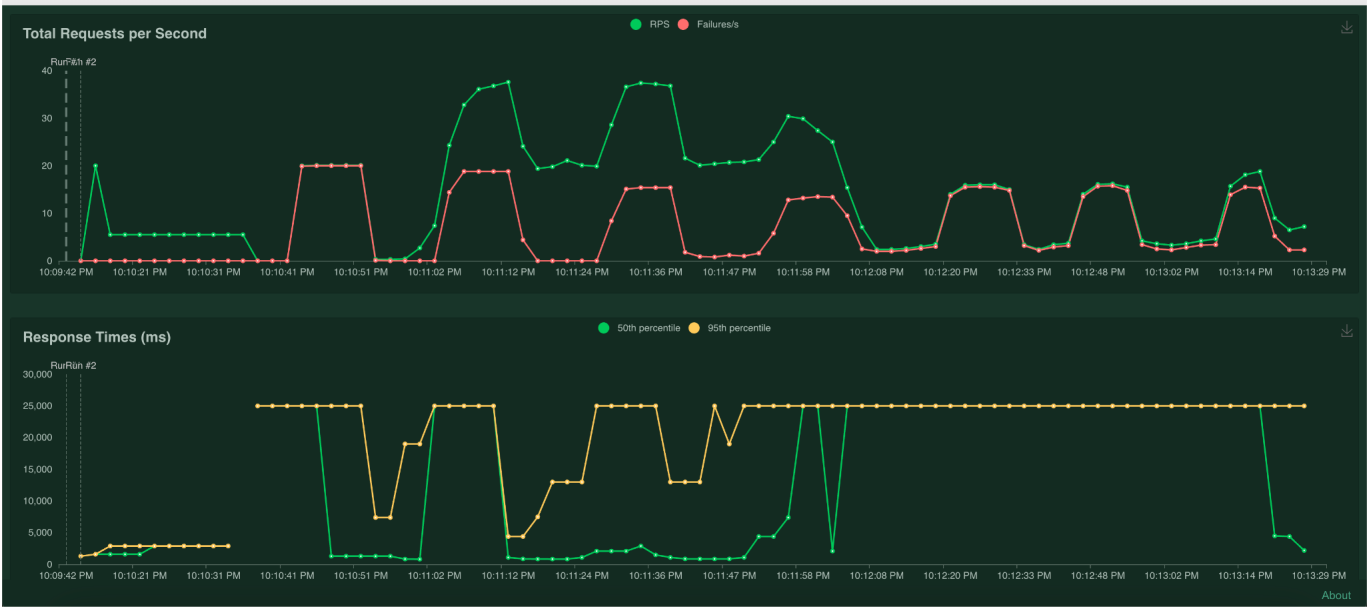 RPS Failures/s
Total Requests per Second
Run #2
40
30
20
10
0
10:09:42 PM 10:10:21 PM 10:10:31 PM 10:10:41 PM 10:10:51 PM 10:11:02 PM 10:11:12 PM 10:11:24 PM 10:11:36 PM 10:11:47 PM 10:11:58 PM 10:12:08 PM 10:12:20 PM 10:12:33 PM 10:12:48 PM 10:13:02 PM 10:13:14 PM 10:13:29 PM
50th percentile 95th percentile
Response Times (ms)
Run #2
30,000
25,000
20,000
15,000
10,000
5,000
0
10:09:42 PM 10:10:21 PM 10:10:31 PM 10:10:41 PM 10:10:51 PM 10:11:02 PM 10:11:12 PM 10:11:24 PM 10:11:36 PM 10:11:47 PM 10:11:58 PM 10:12:08 PM 10:12:20 PM 10:12:33 PM 10:12:48 PM 10:13:02 PM 10:13:14 PM 10:13:29 PM
About